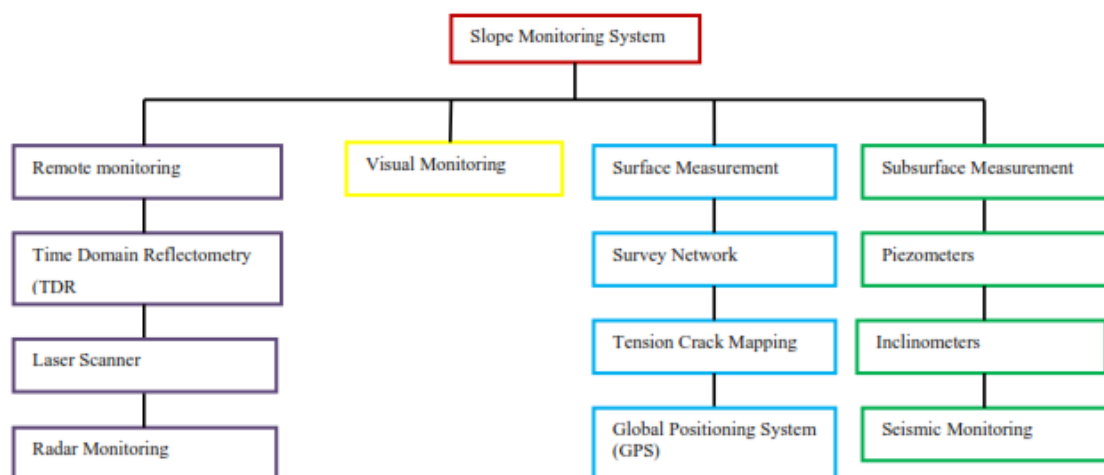 Slope Monitoring System
Remote monitoring
Visual Monitoring
Surface Measurement
Subsurface Measurement
Time Domain Reflectometry
(TDR
Survey Network
Piezometers
Laser Scanner
Tension Crack Mapping
Inclinometers
Radar Monitoring
Global Positioning System
(GPS)
Seismic Monitoring